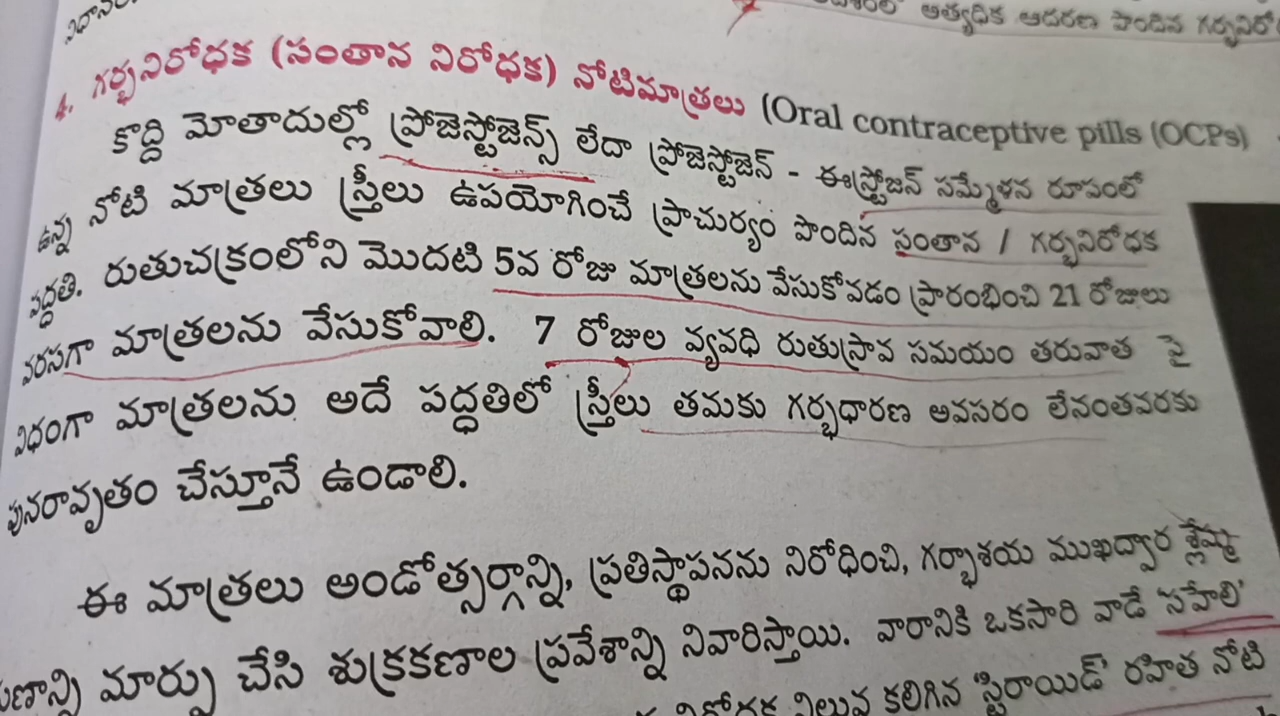 ఆత్యధిక ఆదరణ పొందిన
4. గర్భనిరోధక (సంతాన నిరోధక) నోటిమాత్రలు (Oral contraceptive pills (OCPs)
కొద్ది మోతాదుల్లో ప్రోజెస్టోజెన్స్ లేదా ప్రోజెస్టోజెన్ - ఈస్ట్రోజన్ సమ్మేళన రూపంలో
ఉన్న నోటి మాత్రలు స్త్రీలు ఉపయోగించే ప్రాచుర్యం పొందిన సంతాన / గర్భనిరోధక
పద్ధతి. రుతుచక్రంలోని మొదటి 5వ రోజు మాత్రలను వేసుకోవడం ప్రారంభించి 21 రోజులు
వరసగా మాత్రలను వేసుకోవాలి. 7 రోజుల వ్యవధి రుతుస్రావ సమయం తరువాత పై
విధంగా మాత్రలను అదే పద్ధతిలో స్త్రీలు తమకు గర్భధారణ అవసరం లేనంతవరకు
పునరావృతం చేస్తూనే ఉండాలి.
ఈ మాత్రలు అండోత్సర్గాన్ని, ప్రతిస్థాపనను నిరోధించి, గర్భాశయ ముఖద్వార శ్లేష్మ
మార్పు చేసి శుక్రకణాల ప్రవేశాన్ని నివారిస్తాయి. వారానికి ఒకసారి వాడే 'సహేలి'
నిలువ కలిగిన 'స్టిరాయిడ్' రహిత నోటి